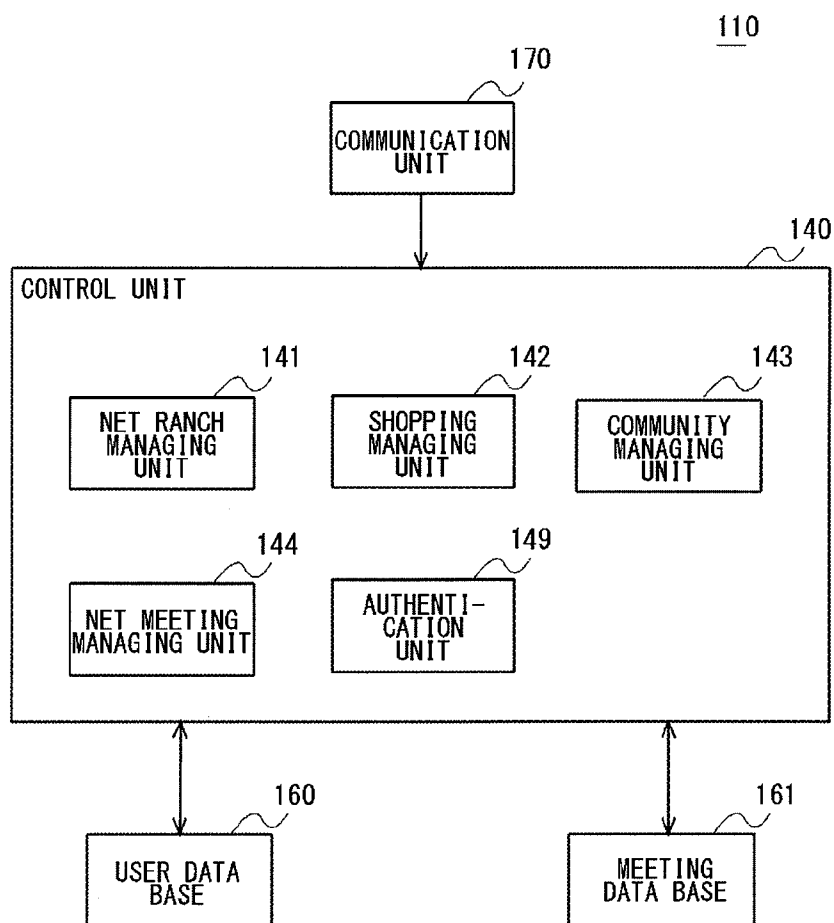 110
170
COMMUNICATION
UNIT
140
CONTROL UNIT
141
NET RANCH
MANAGING
UNIT
142
SHOPPING
MANAGING
UNIT
143
COMMUNITY
MANAGING
UNIT
144
NET MEETING
MANAGING UNIT
149
AUTHENTI-
CATION
UNIT
160
USER DATA
BASE
161
MEETING
DATA BASE